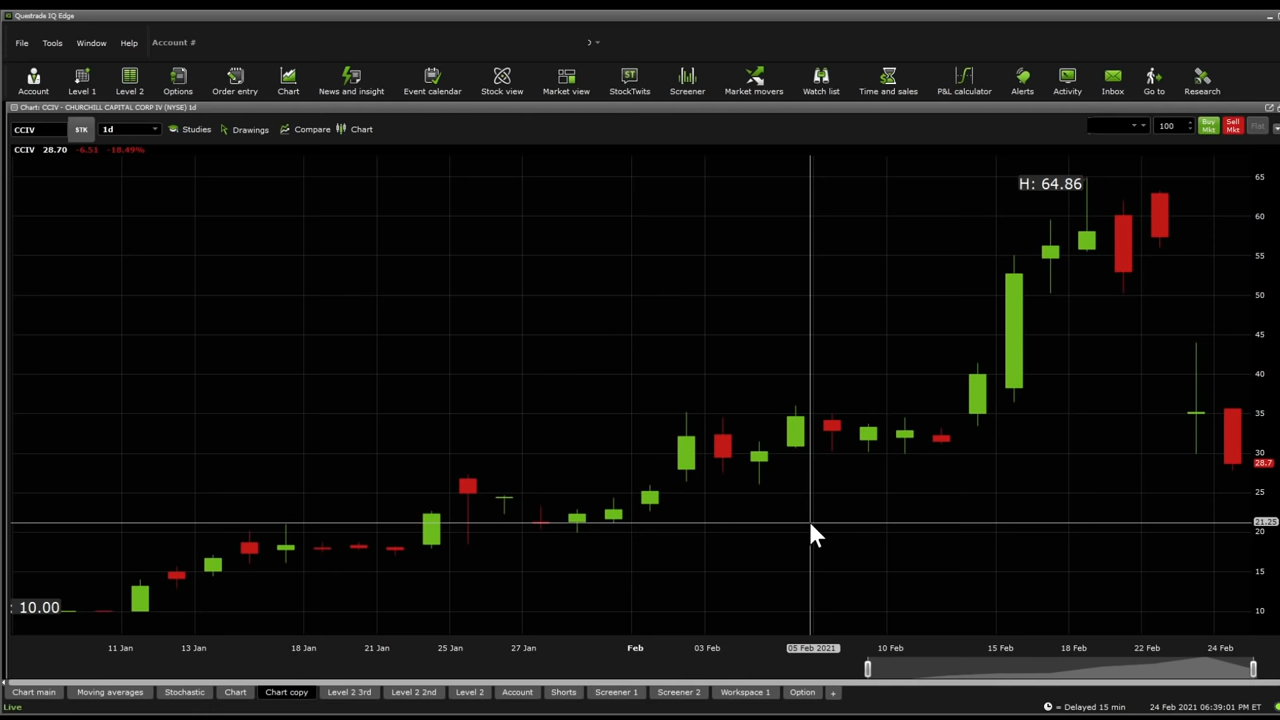 Questrade IQ Edge
File Tools Window Help Account #
Account Level 1 Level 2 Options Order entry Chart News and insight Event calendar Stock view Market view StockTwits Screener Market movers Watch list Time and sales P&L calculator Alerts Activity Inbox Go to Research
Chart: CCIV - CHURCHILL CAPITAL CORP IV (NYSE) 1d
CCIV STK 1d Studies Drawings Compare Chart 100 Buy Mkt Sell Mkt Flat
CCIV 28.70 -6.51 -18.49%
H: 64.86
65
60
55
50
45
40
35
30
28.7
25
21.25
20
15
10
: 10.00
11 Jan 13 Jan 18 Jan 21 Jan 25 Jan 27 Jan Feb 03 Feb 05 Feb 2021 10 Feb 15 Feb 18 Feb 22 Feb 24 Feb
Chart main Moving averages Stochastic Chart Chart copy Level 2 3rd Level 2 2nd Level 2 Account Shorts Screener 1 Screener 2 Workspace 1 Option +
Live = Delayed 15 min 24 Feb 2021 06:39:01 PM ET